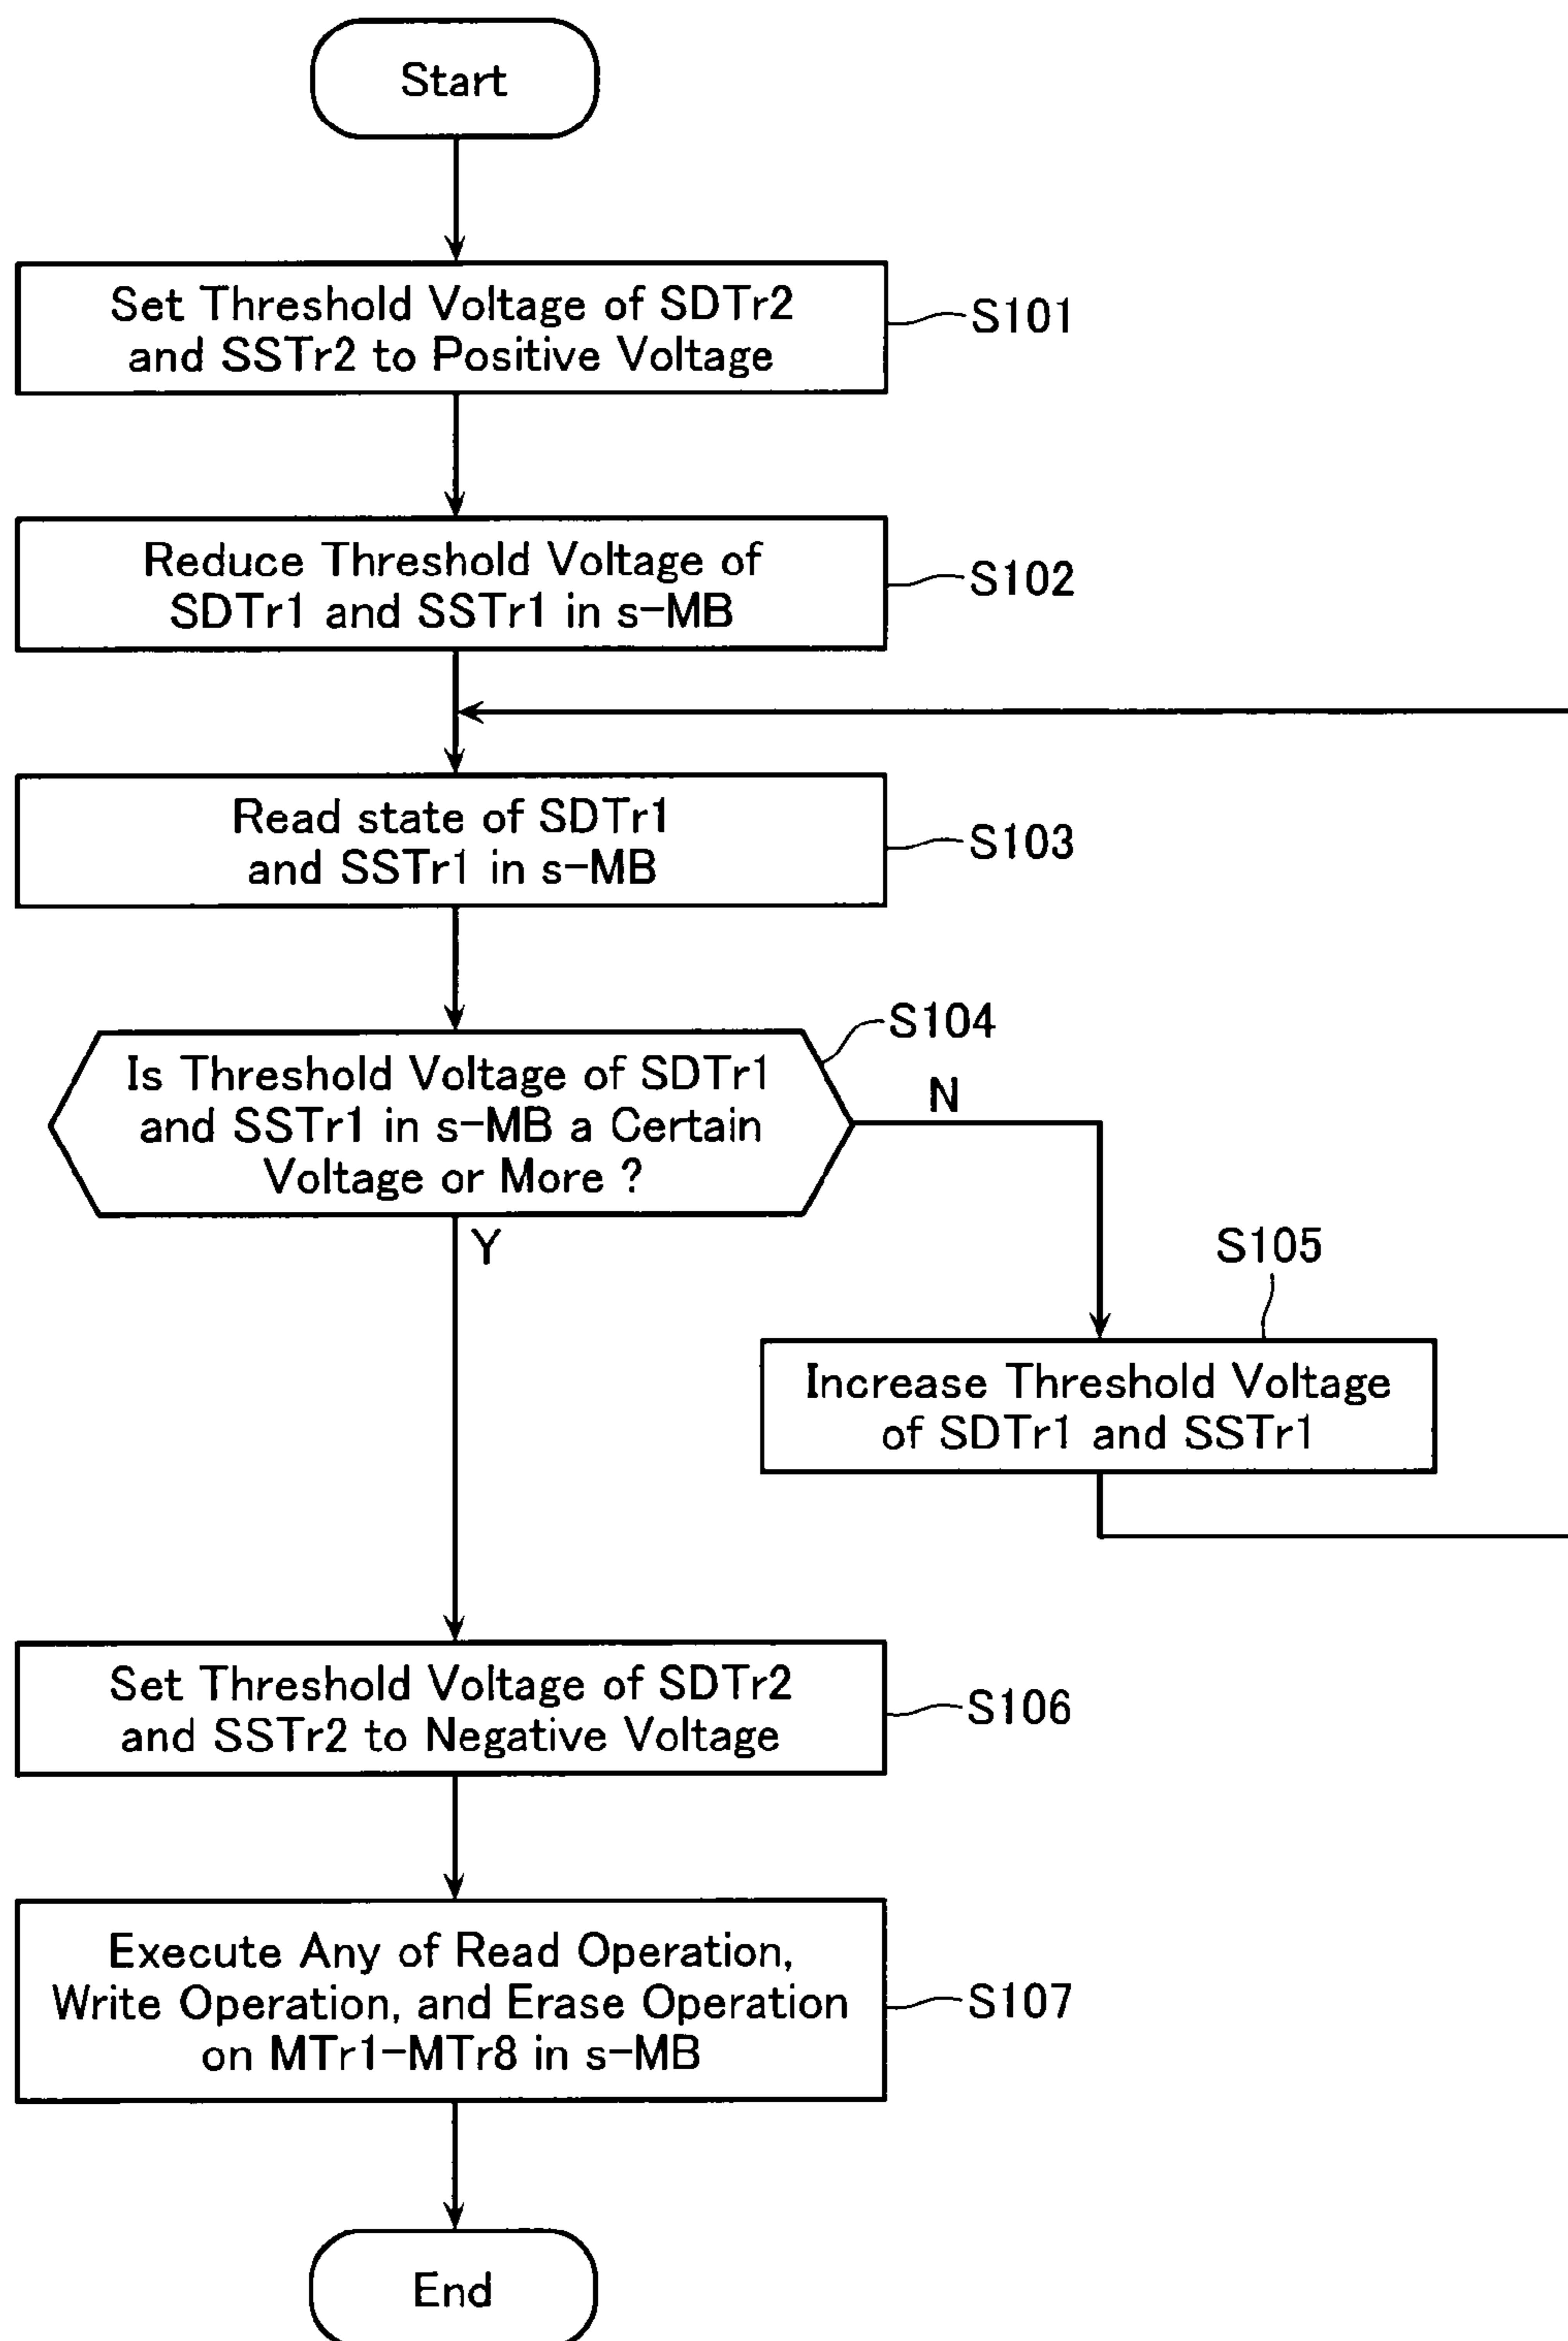 Start
Set Threshold Voltage of SDTr2
and SSTr2 to Positive Voltage
S101
Reduce Threshold Voltage of
SDTr1 and SSTr1 in s-MB
S102
Read state of SDTr1
and SSTr1 in s-MB
S103
S104
Is Threshold Voltage of SDTr1
and SSTr1 in s-MB a Certain
Voltage or More ?
N
Y
S105
Increase Threshold Voltage
of SDTr1 and SSTr1
Set Threshold Voltage of SDTr2
and SSTr2 to Negative Voltage
S106
Execute Any of Read Operation,
Write Operation, and Erase Operation
on MTr1-MTr8 in s-MB
S107
End